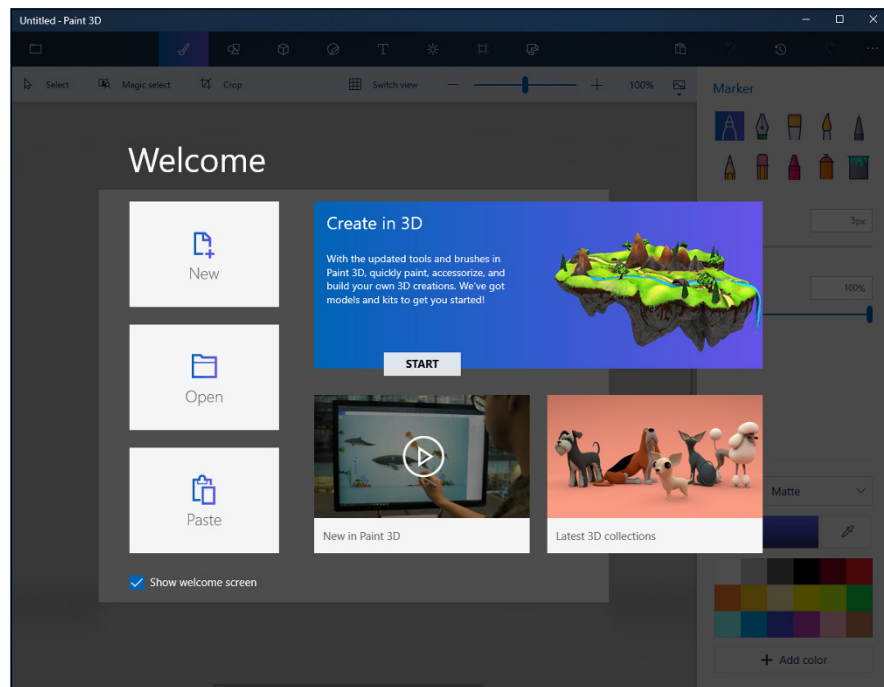 Untitled - Paint 3D
Select
Magic select
Crop
Switch view
100%
Marker
Welcome
5px
New
Create in 3D
With the updated tools and brushes in
Paint 3D, quickly paint, accessorize, and
build your own 3D creations. We've got
models and kits to get you started!
100%
START
Open
Paste
New in Paint 3D
Latest 3D collections
Matte
Show welcome screen
Add color